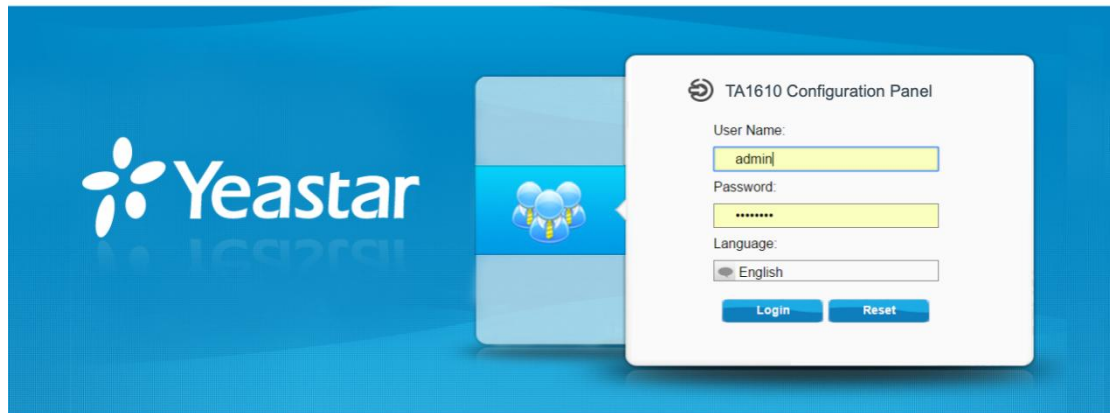 Yeastar
TA1610 Configuration Panel
User Name:
admin
Password:
••••••••
Language:
English
Login
Reset